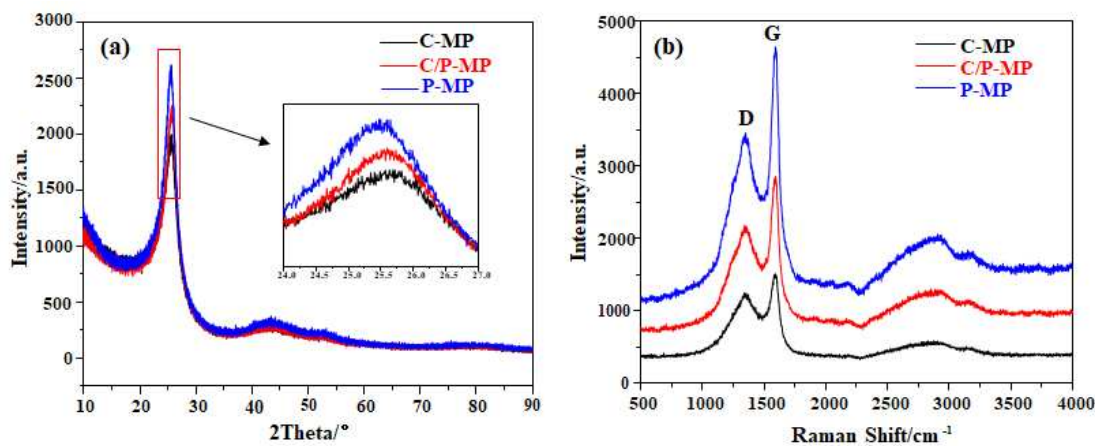 (a)
C-MP
C/P-MP
P-MP
3000
2500
2000
1500
1000
500
0
Intensity/a.u.
24.0 24.5 25.0 25.5 26.0 26.5 27.0
10 20 30 40 50 60 70 80 90
2Theta/°
(b)
G
D
C-MP
C/P-MP
P-MP
5000
4000
3000
2000
1000
0
Intensity/a.u.
500 1000 1500 2000 2500 3000 3500 4000
Raman Shift/cm⁻¹